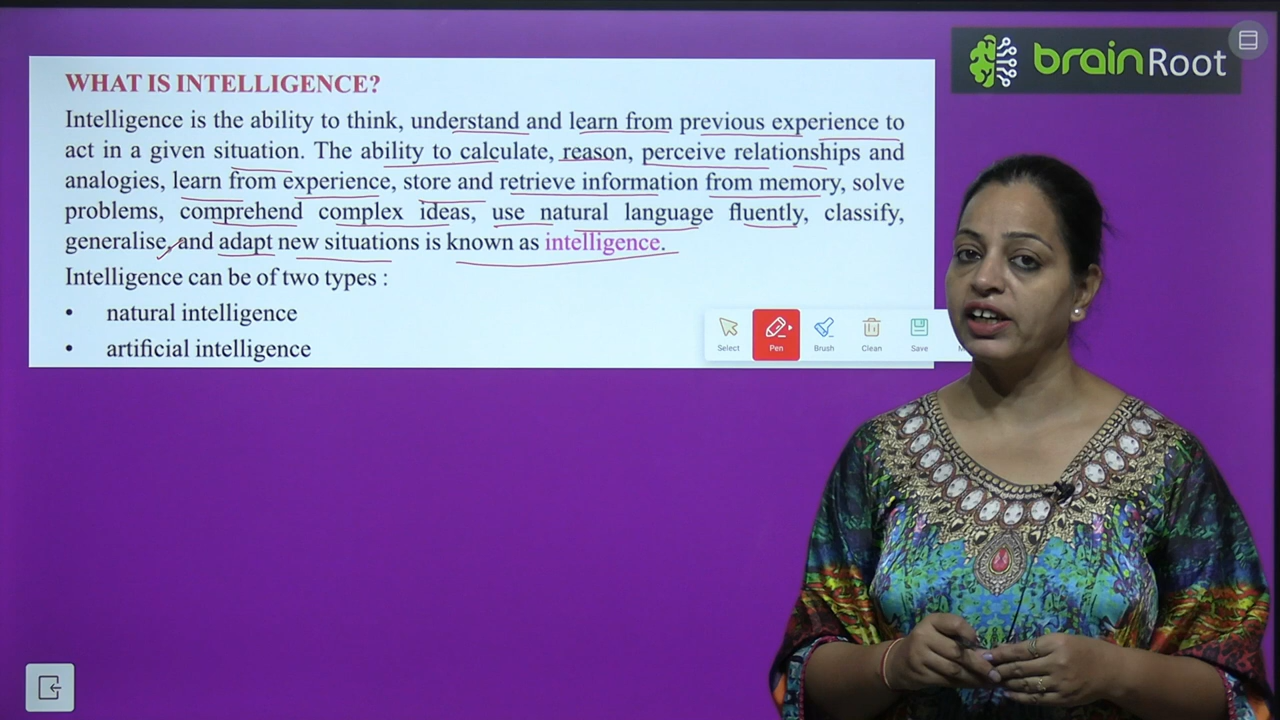 WHAT IS INTELLIGENCE?
Intelligence is the ability to think, understand and learn from previous experience to
act in a given situation. The ability to calculate, reason, perceive relationships and
analogies, learn from experience, store and retrieve information from memory, solve
problems, comprehend complex ideas, use natural language fluently, classify,
generalise, and adapt new situations is known as intelligence.
Intelligence can be of two types :
• natural intelligence
• artificial intelligence
Select
Pen
Brush
Clean
Save
brainRoot